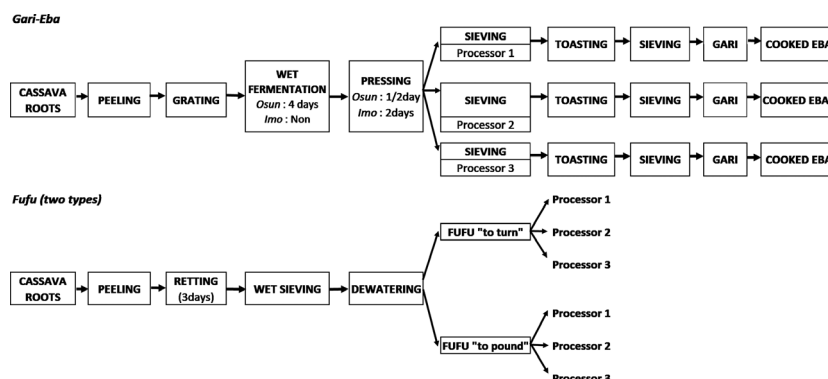 Gari-Eba
CASSAVA
ROOTS
PEELING
GRATING
WET
FERMENTATION
Osun : 4 days
Imo : Non
PRESSING
Osun : 1/2day
Imo : 2days
SIEVING
Processor 1
TOASTING
SIEVING
GARI
COOKED EBA
SIEVING
Processor 2
TOASTING
SIEVING
GARI
COOKED EBA
SIEVING
Processor 3
TOASTING
SIEVING
GARI
COOKED EBA
Fufu (two types)
CASSAVA
ROOTS
PEELING
RETTING
(3days)
WET SIEVING
DEWATERING
FUFU "to turn"
Processor 1
Processor 2
Processor 3
FUFU "to pound"
Processor 1
Processor 2
Processor 3